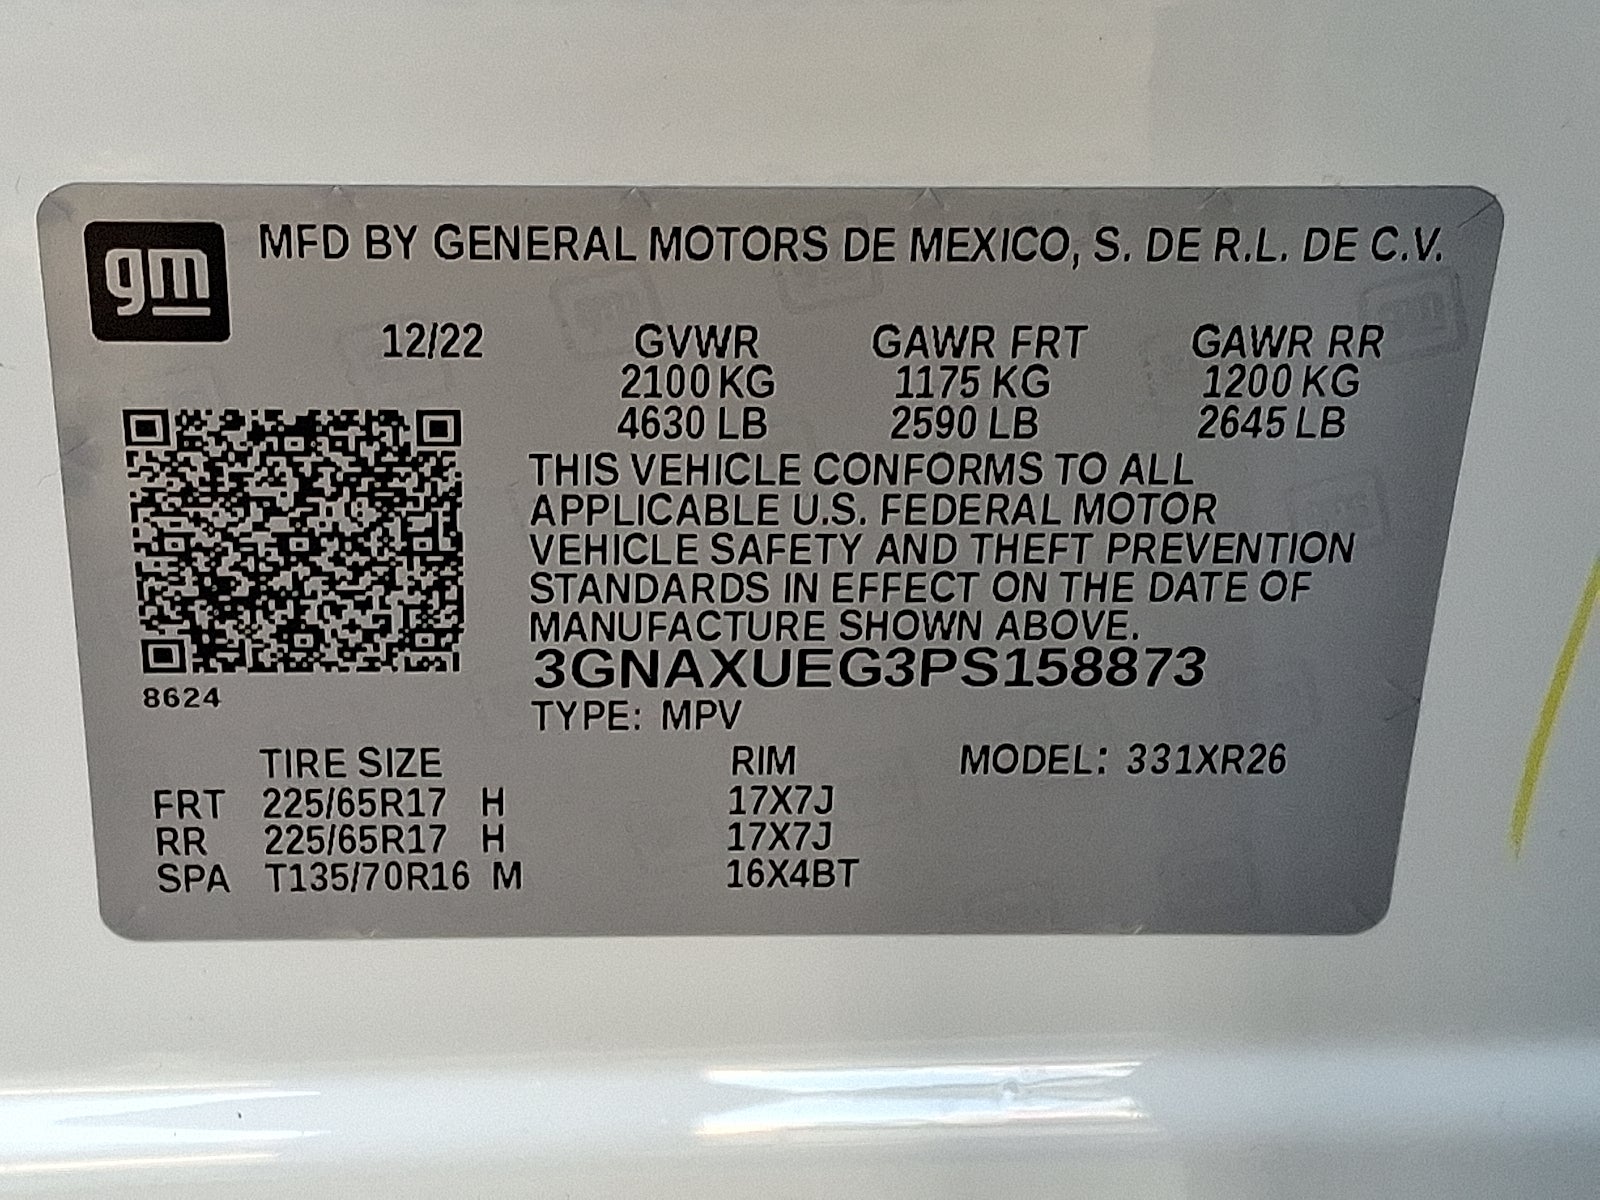 gm MFD BY GENERAL MOTORS DE MEXICO, S. DE R.L. DE C.V.
12/22 GVWR GAWR FRT GAWR RR
2100 KG 1175 KG 1200 KG
4630 LB 2590 LB 2645 LB
THIS VEHICLE CONFORMS TO ALL
APPLICABLE U.S. FEDERAL MOTOR
VEHICLE SAFETY AND THEFT PREVENTION
STANDARDS IN EFFECT ON THE DATE OF
MANUFACTURE SHOWN ABOVE.
3GNAXUEG3PS158873
8624
TYPE: MPV
TIRE SIZE RIM MODEL: 331XR26
FRT 225/65R17 H 17X7J
RR 225/65R17 H 17X7J
SPA T135/70R16 M 16X4BT